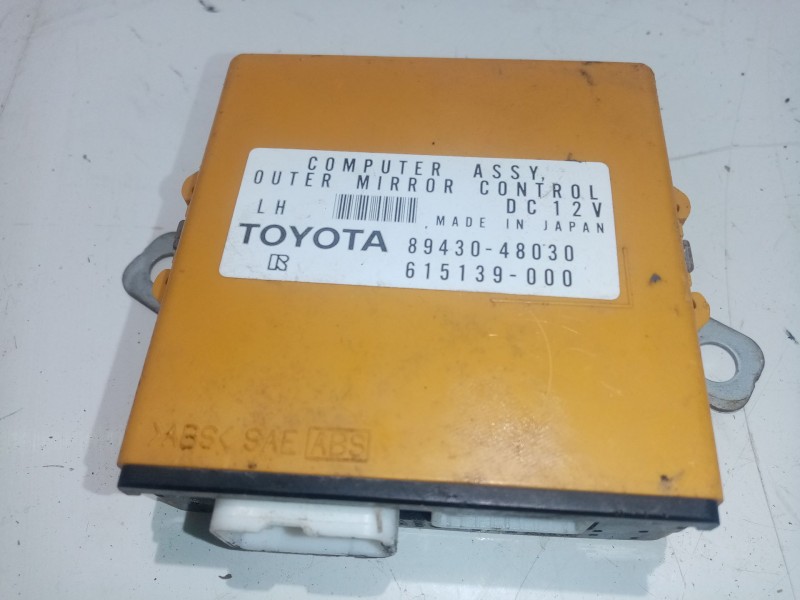 COMPUTER ASSY,
OUTER MIRROR CONTROL
LH DC 12V
MADE IN JAPAN
TOYOTA 89430-48030
615139-000
>ABS< SAE ABS